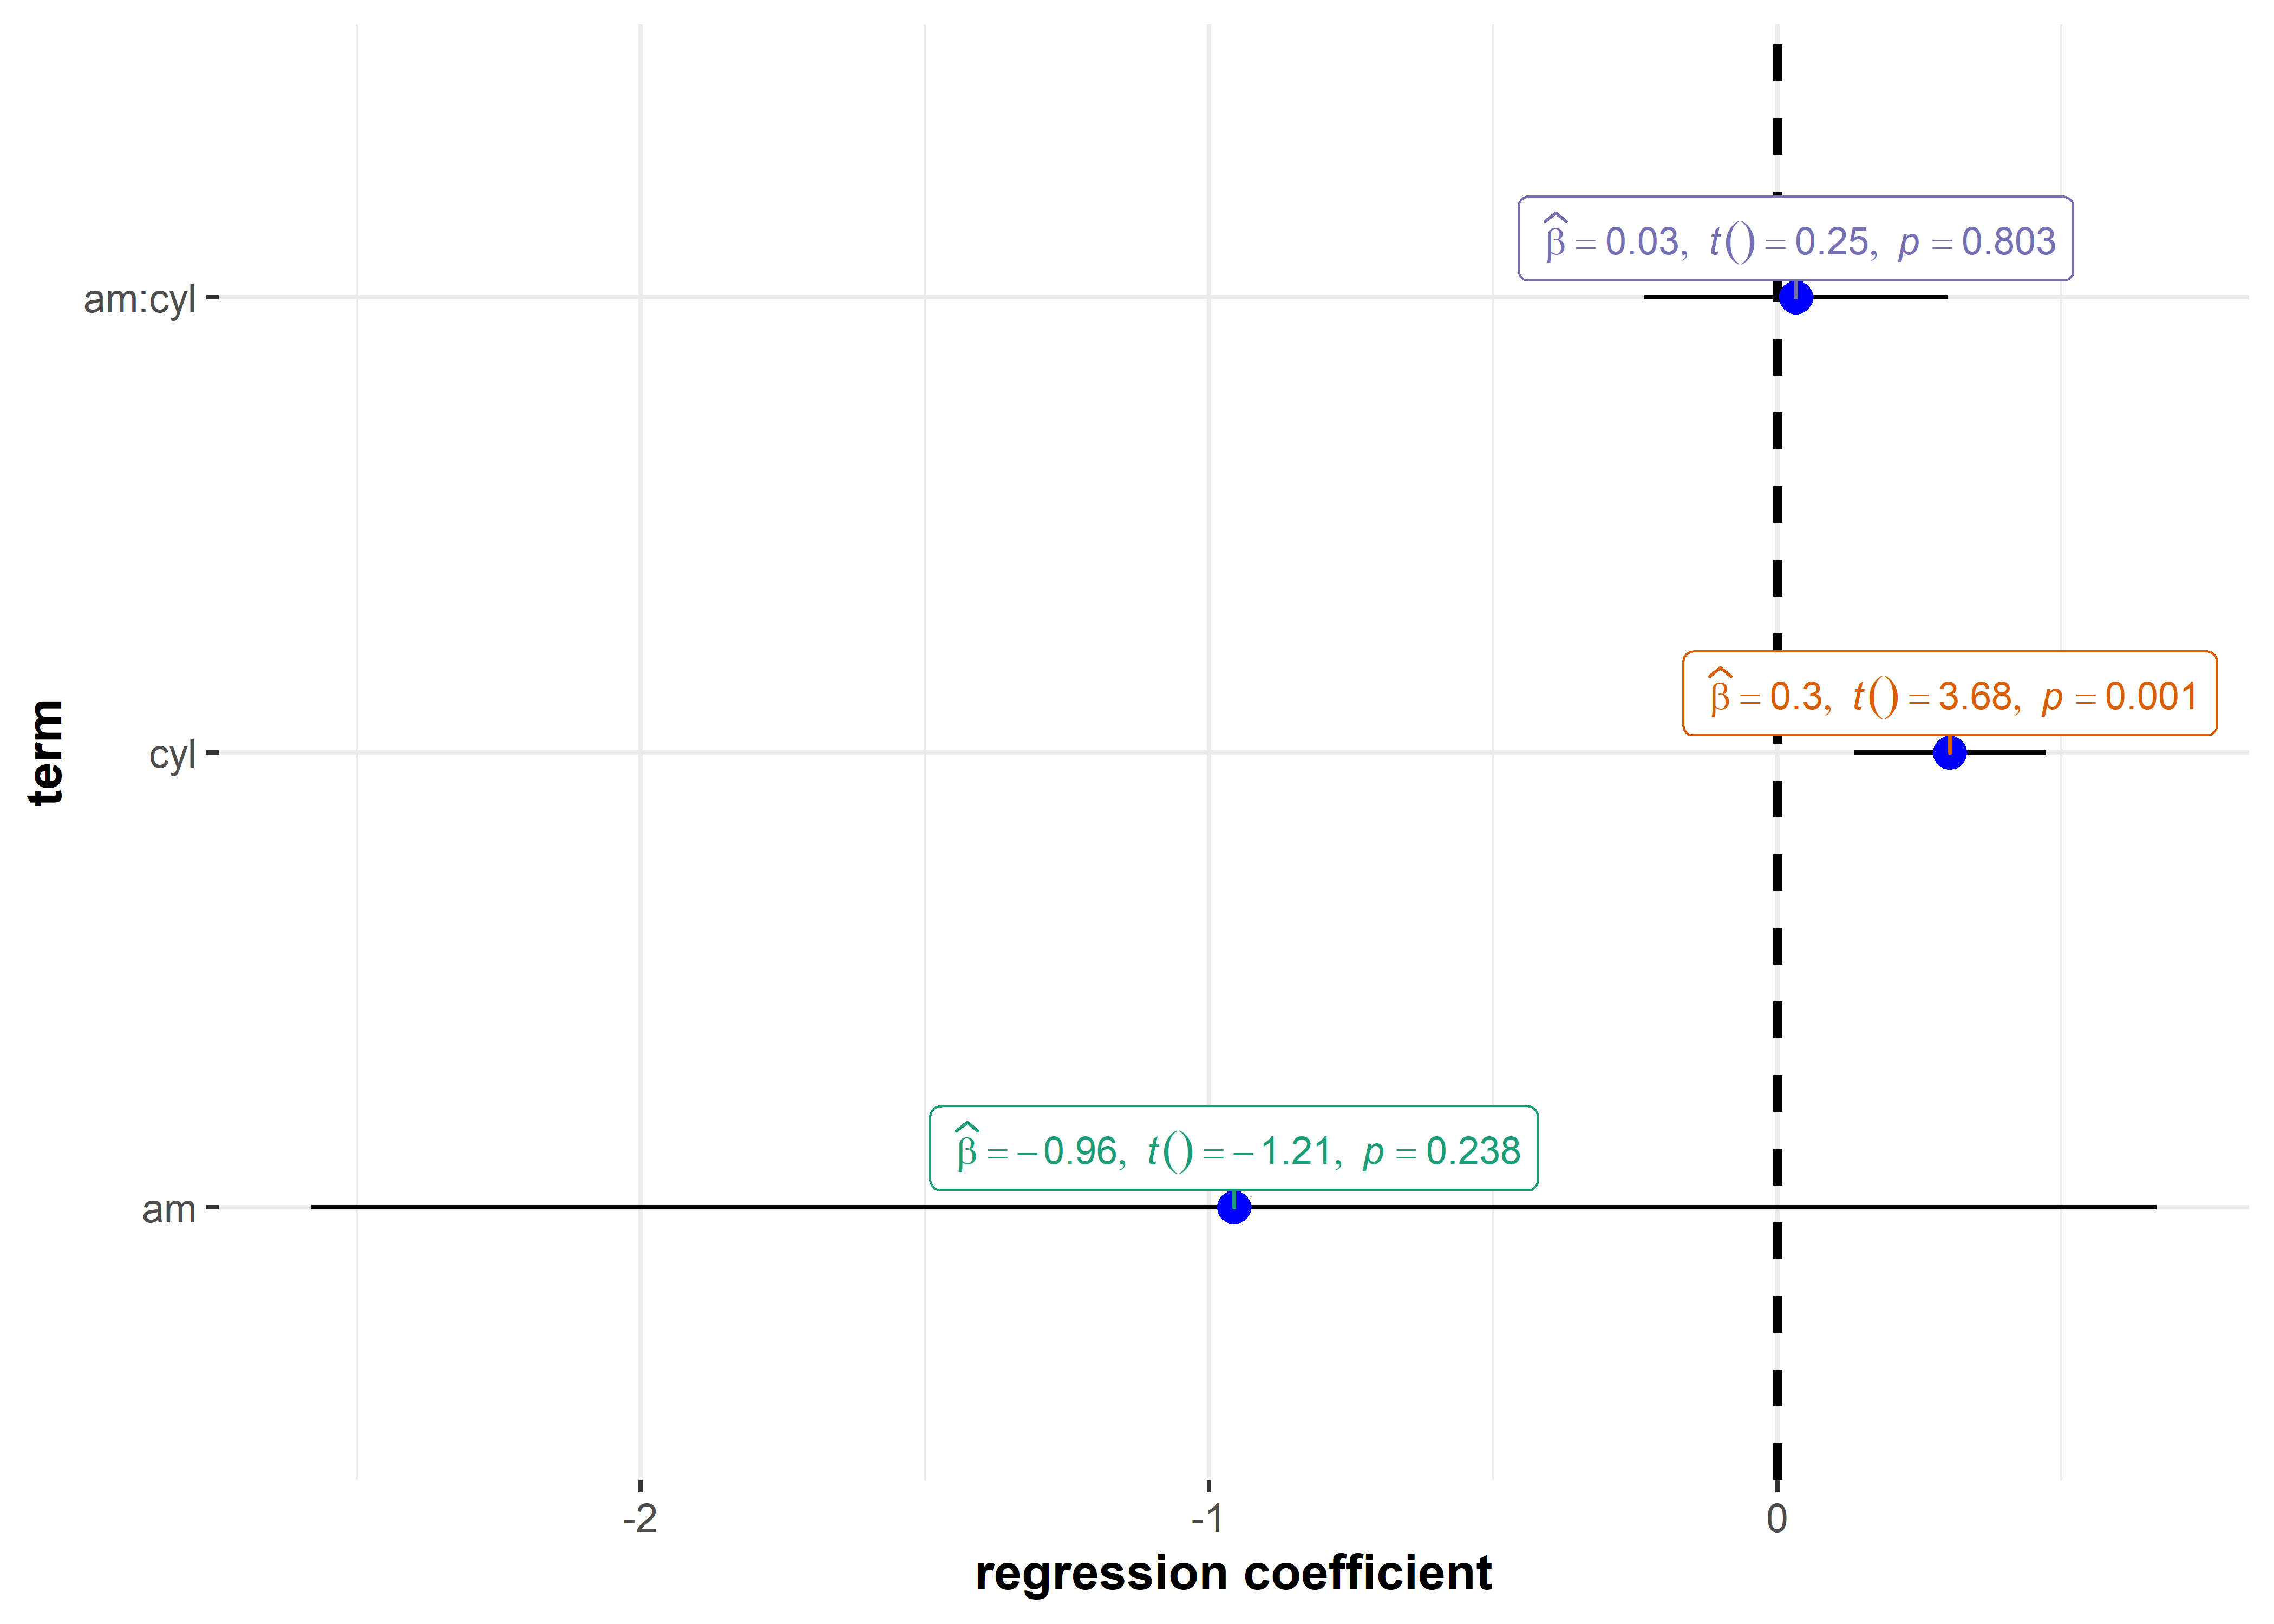 am:cyl
β̂ = 0.03, t() = 0.25, p = 0.803
cyl
β̂ = 0.3, t() = 3.68, p = 0.001
am
β̂ = −0.96, t() = −1.21, p = 0.238
term
-2 -1 0
regression coefficient